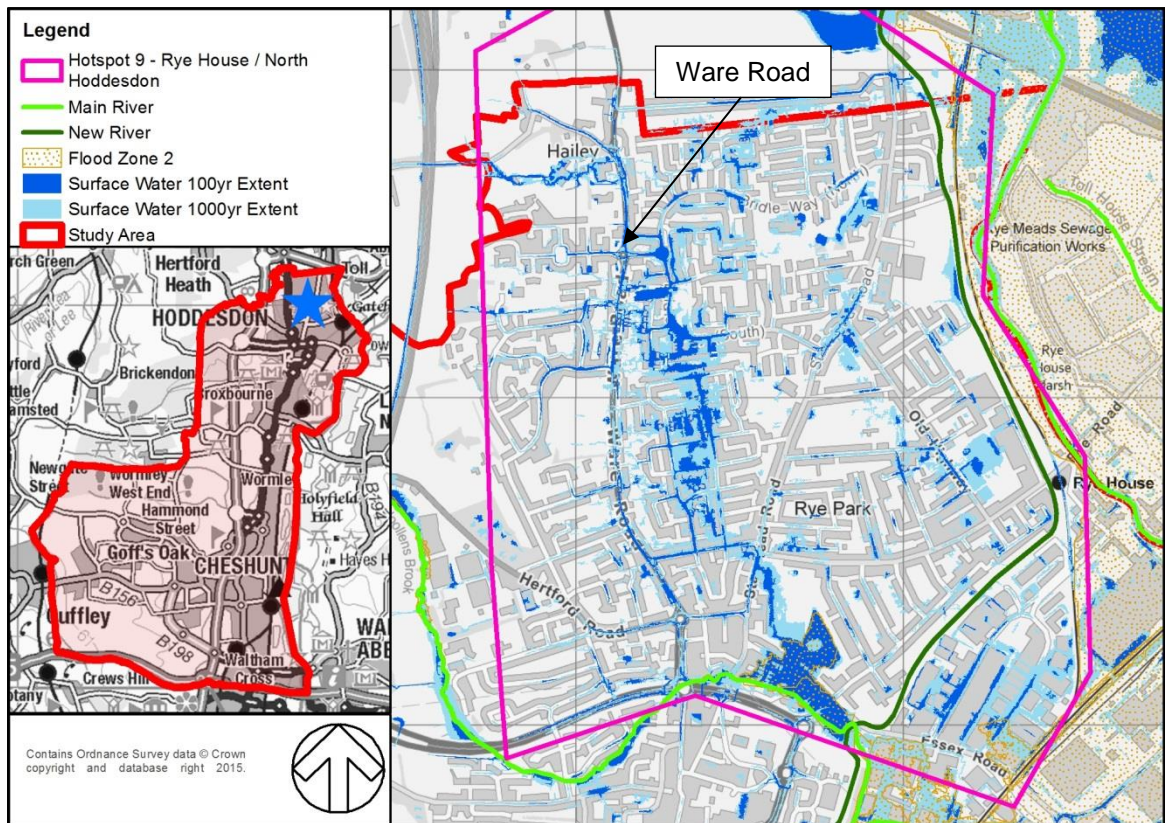 Legend
Hotspot 9 - Rye House / North
Hoddesdon
Main River
New River
Flood Zone 2
Surface Water 100yr Extent
Surface Water 1000yr Extent
Study Area
Hertford
Heath
HODDESDON
Brickendon
Broxbourne
West End
Hammond
Street
Goff's Oak
CHESHUNT
Holyfield
Hall
B194
B156
B198
Cuffley
Waltham
Cross
Crews Hill
Contains Ordnance Survey data © Crown
copyright and database right 2015.
Ware Road
Hailey
(South)
Toll House Stream
Rye Meads Sewage
Purification Works
Rye
House
Marsh
Rye House
Rye Park
Old Highway
Hertford Road
Essex Road